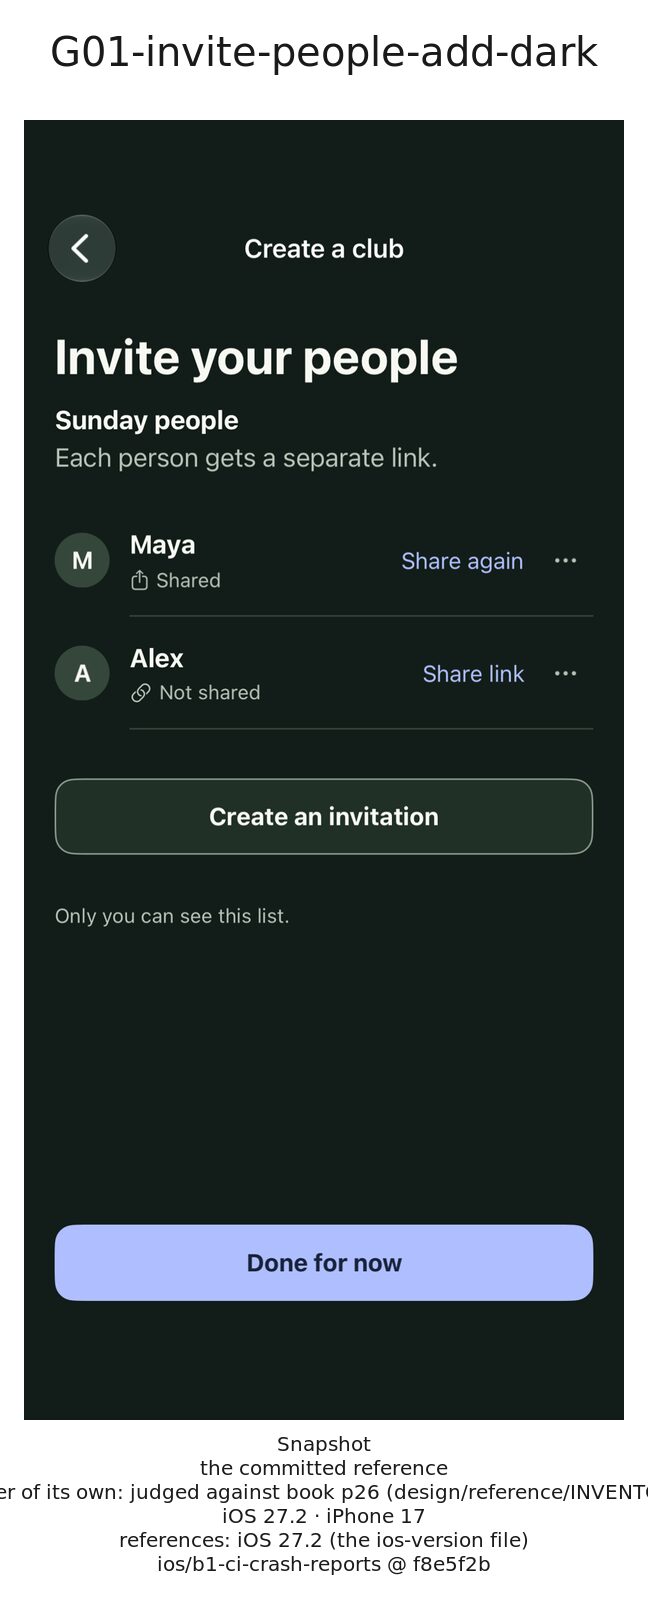 G01-invite-people-add-dark
Create a club
Invite your people
Sunday people
Each person gets a separate link.
M
Maya
Shared
Share again
A
Alex
Not shared
Share link
Create an invitation
Only you can see this list.
Done for now
Snapshot
the committed reference
of its own: judged against book p26 (design/reference/
iOS 27.2 · iPhone 17
references: iOS 27.2 (the ios-version file)
ios/b1-ci-crash-reports @ f8e5f2b